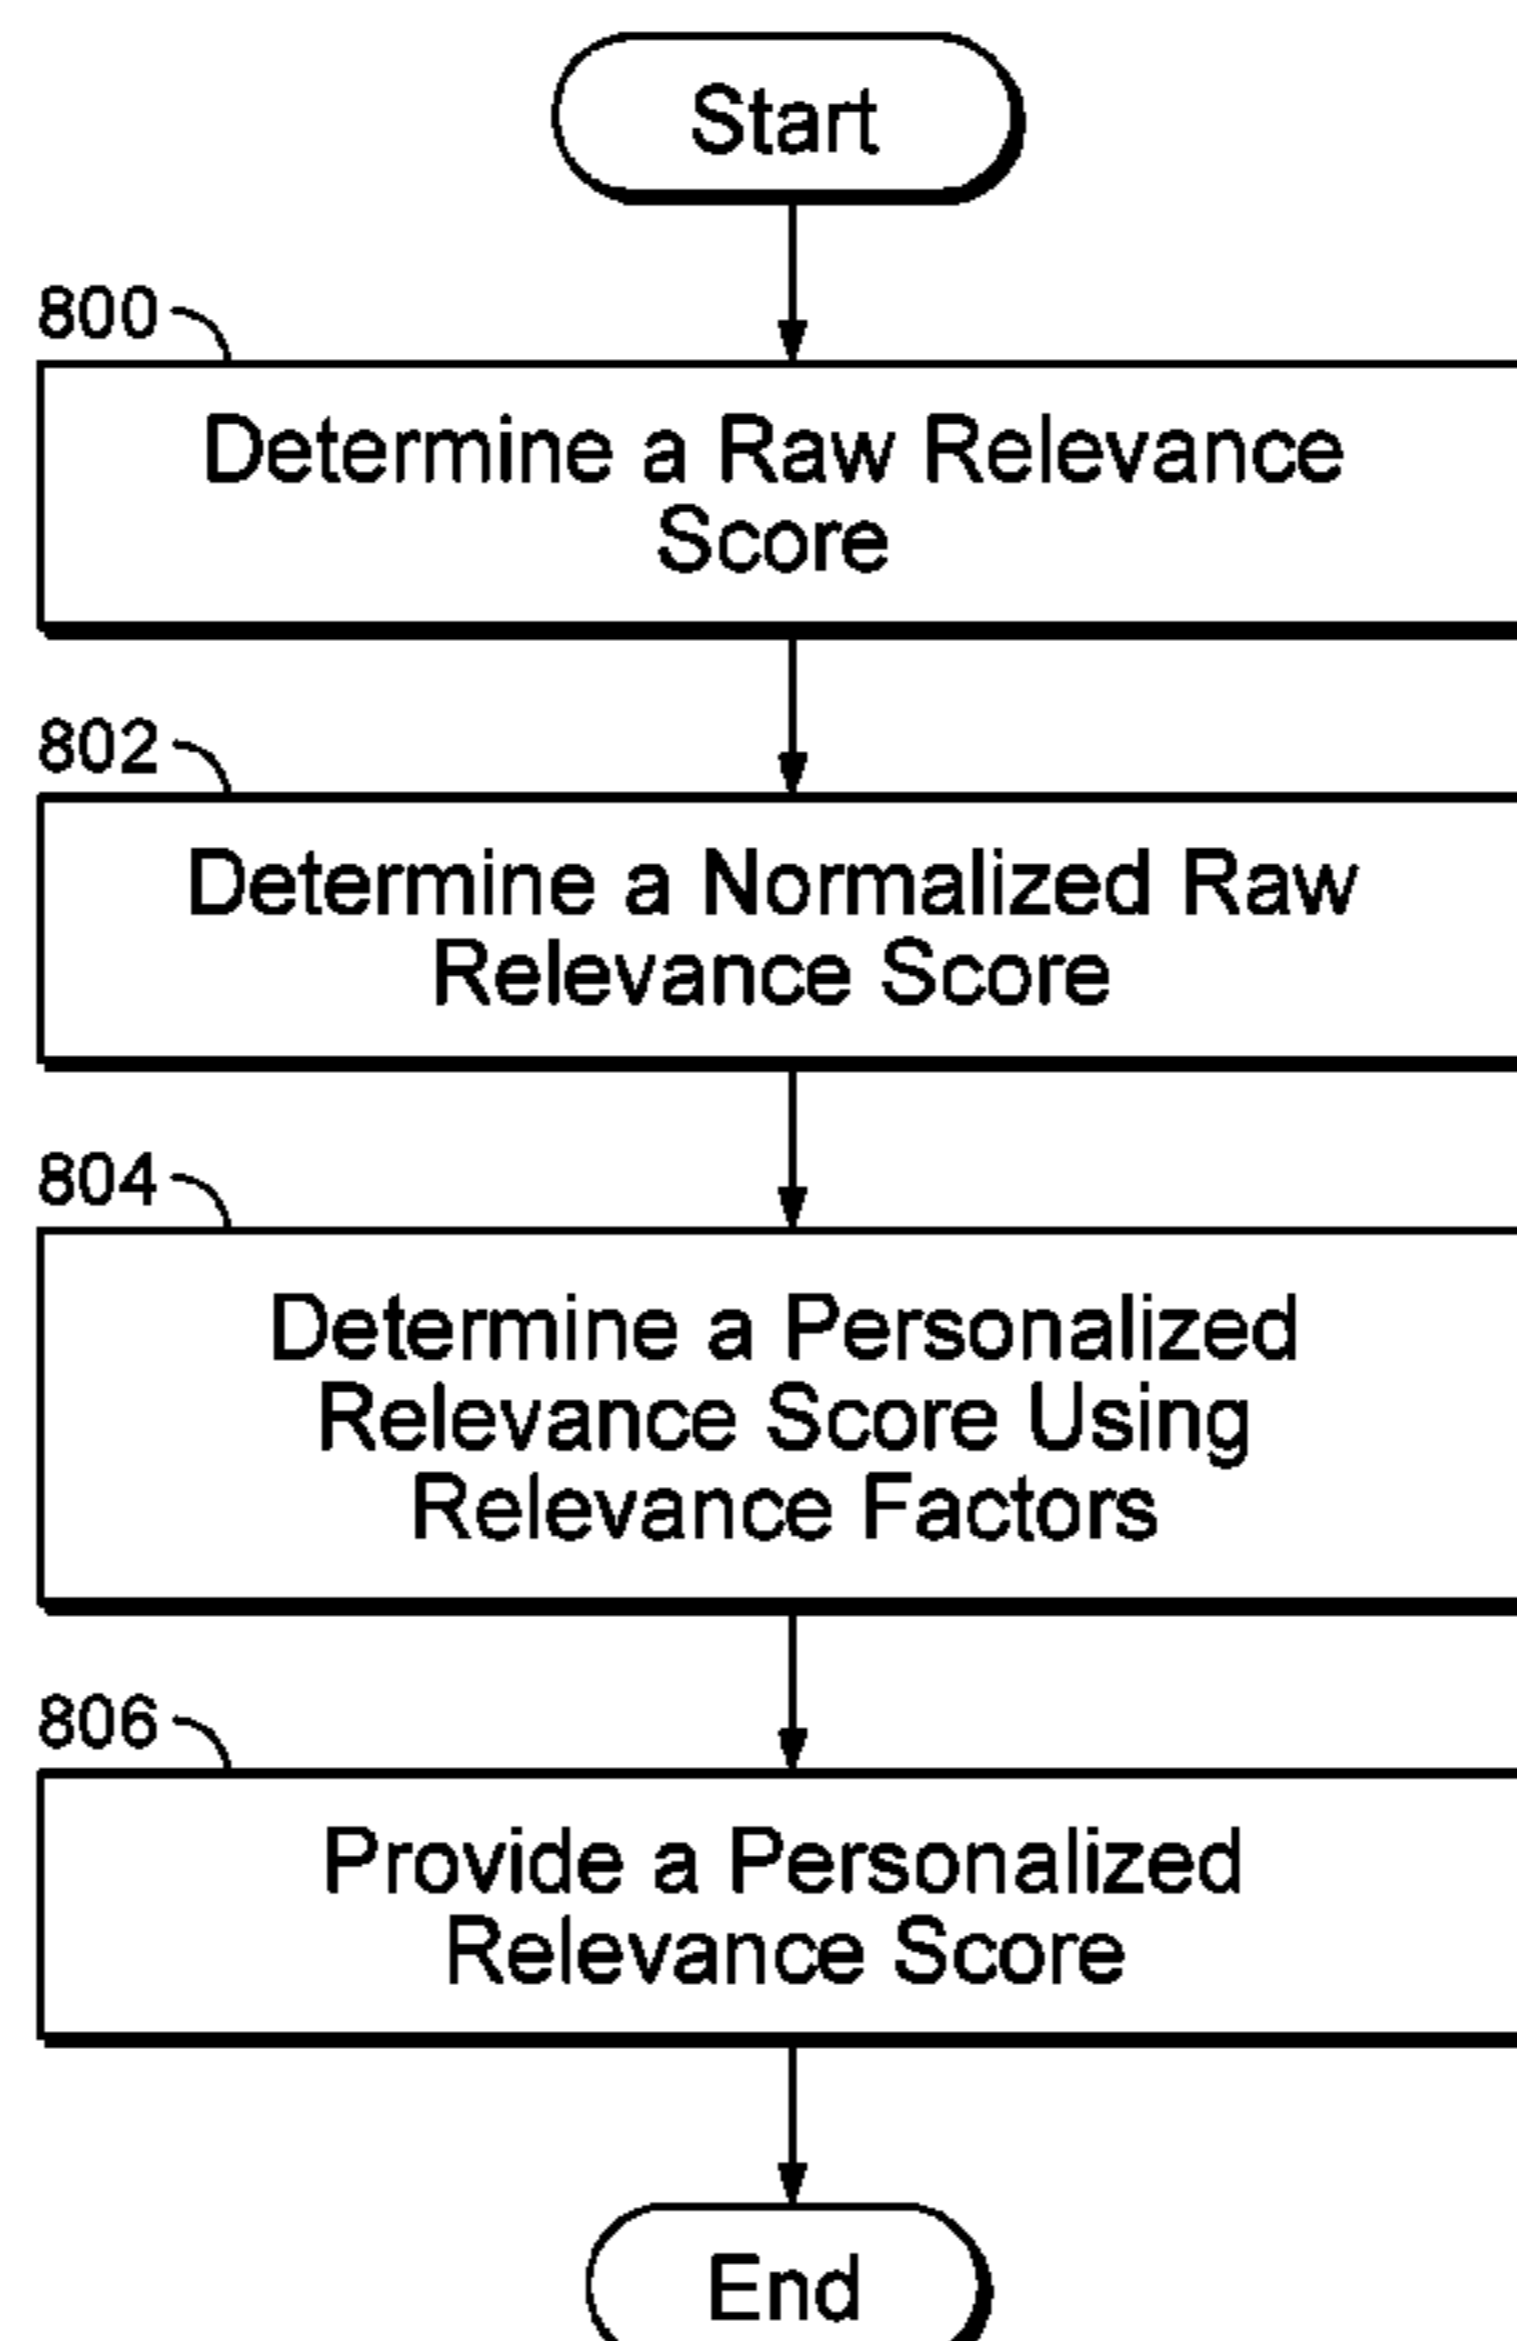 Start
800
Determine a Raw Relevance
Score
802
Determine a Normalized Raw
Relevance Score
804
Determine a Personalized
Relevance Score Using
Relevance Factors
806
Provide a Personalized
Relevance Score
End